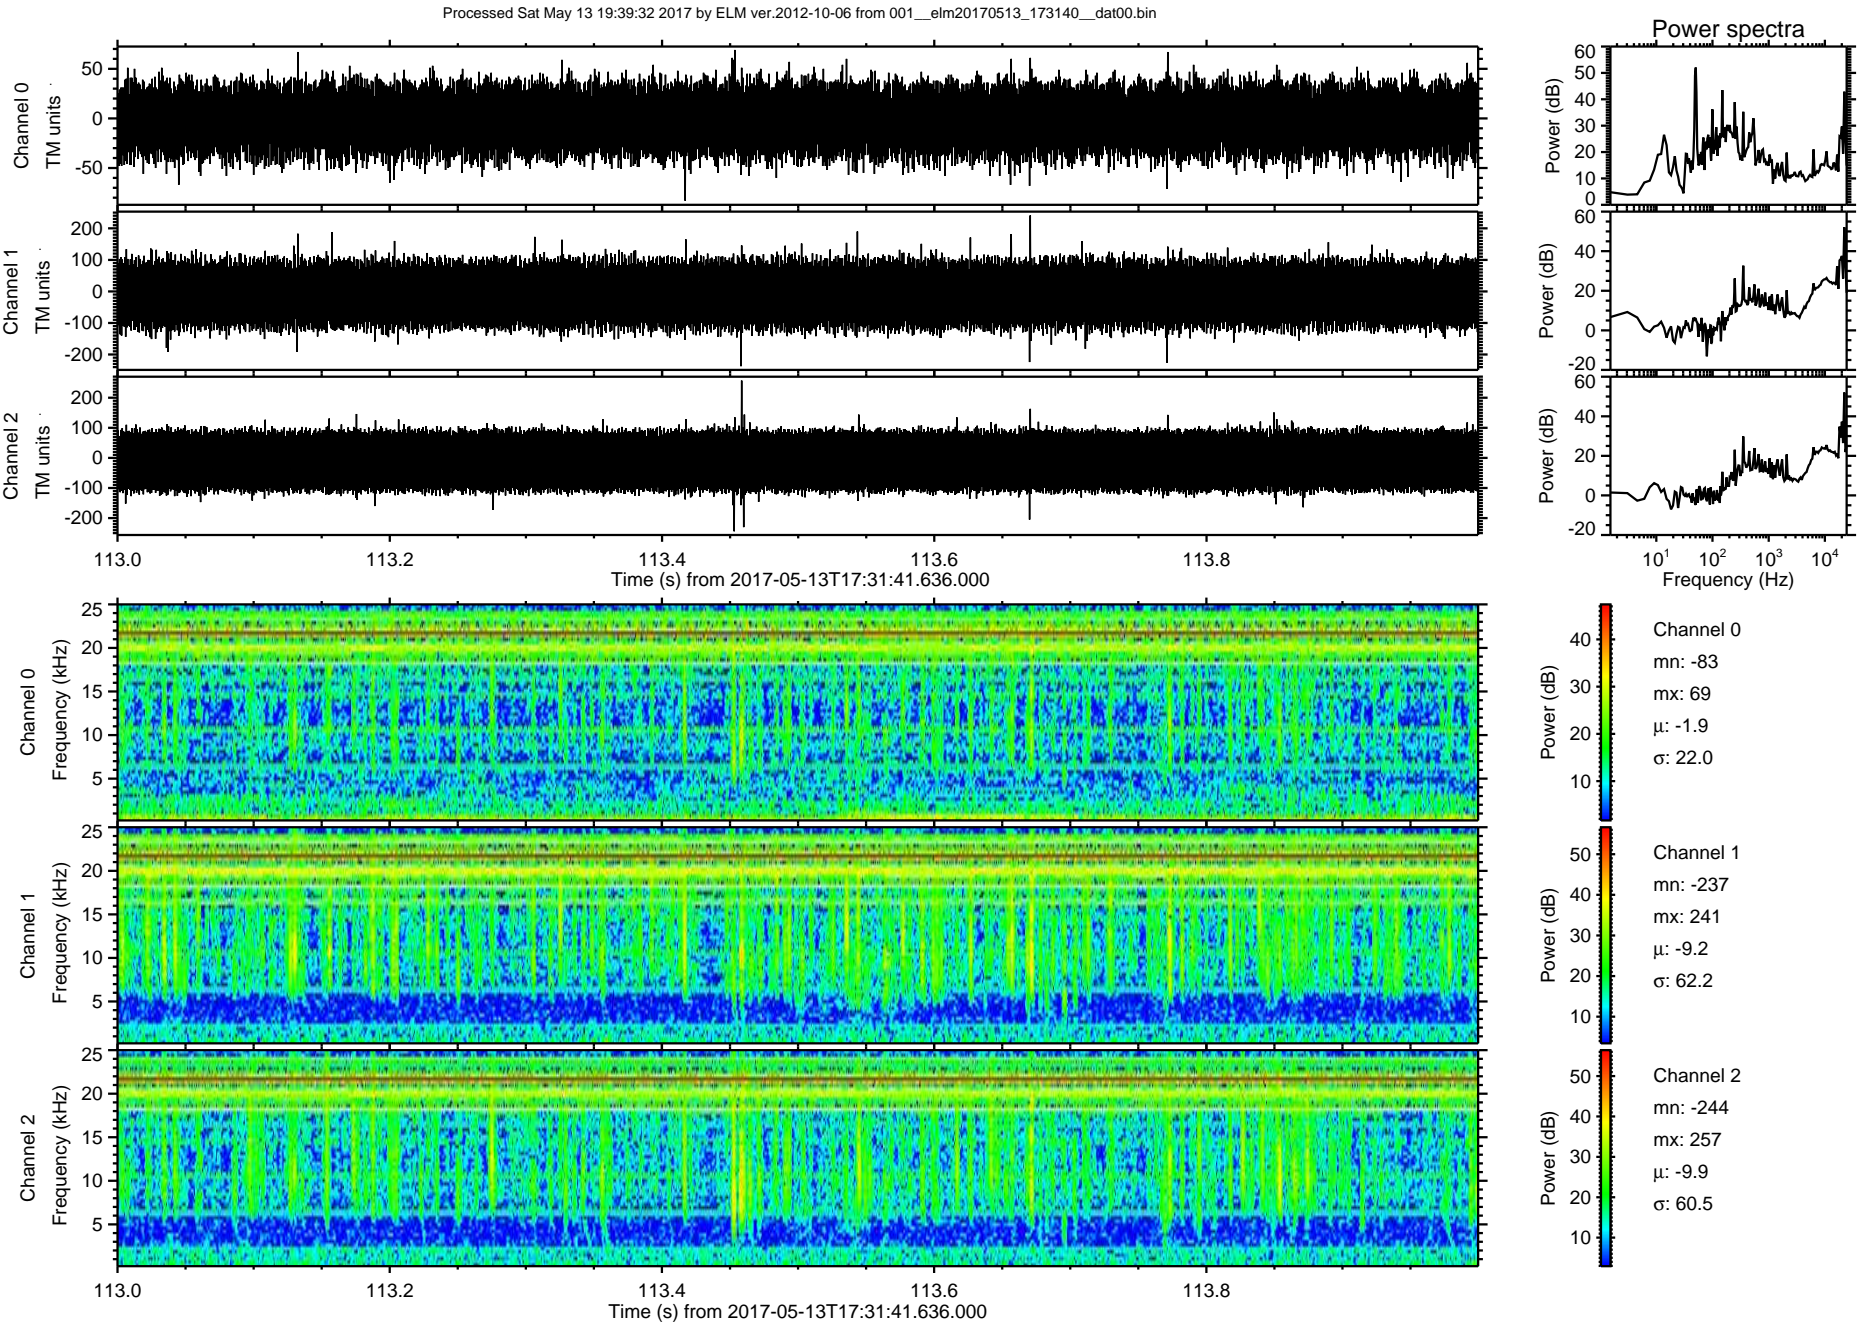 Processed Sat May 13 19:39:32 2017 by ELM ver.2012-10-06 from 001__elm20170513_173140__dat00.bin
Power spectra
Channel 0
TM units
50
0
-50
Power (dB)
60
50
40
30
20
10
0
Channel 1
TM units
200
100
0
-100
-200
Power (dB)
60
40
20
0
-20
Channel 2
TM units
200
100
0
-100
-200
Power (dB)
60
40
20
0
-20
113.0 113.2 113.4 113.6 113.8
Time (s) from 2017-05-13T17:31:41.636.000
10^1 10^2 10^3 10^4
Frequency (Hz)
Channel 0
Frequency (kHz)
25
20
15
10
5
Power (dB)
40
30
20
10
Channel 0
mn: -83
mx: 69
μ: -1.9
σ: 22.0
Channel 1
Frequency (kHz)
25
20
15
10
5
Power (dB)
50
40
30
20
10
Channel 1
mn: -237
mx: 241
μ: -9.2
σ: 62.2
Channel 2
Frequency (kHz)
25
20
15
10
5
Power (dB)
50
40
30
20
10
Channel 2
mn: -244
mx: 257
μ: -9.9
σ: 60.5
113.0 113.2 113.4 113.6 113.8
Time (s) from 2017-05-13T17:31:41.636.000